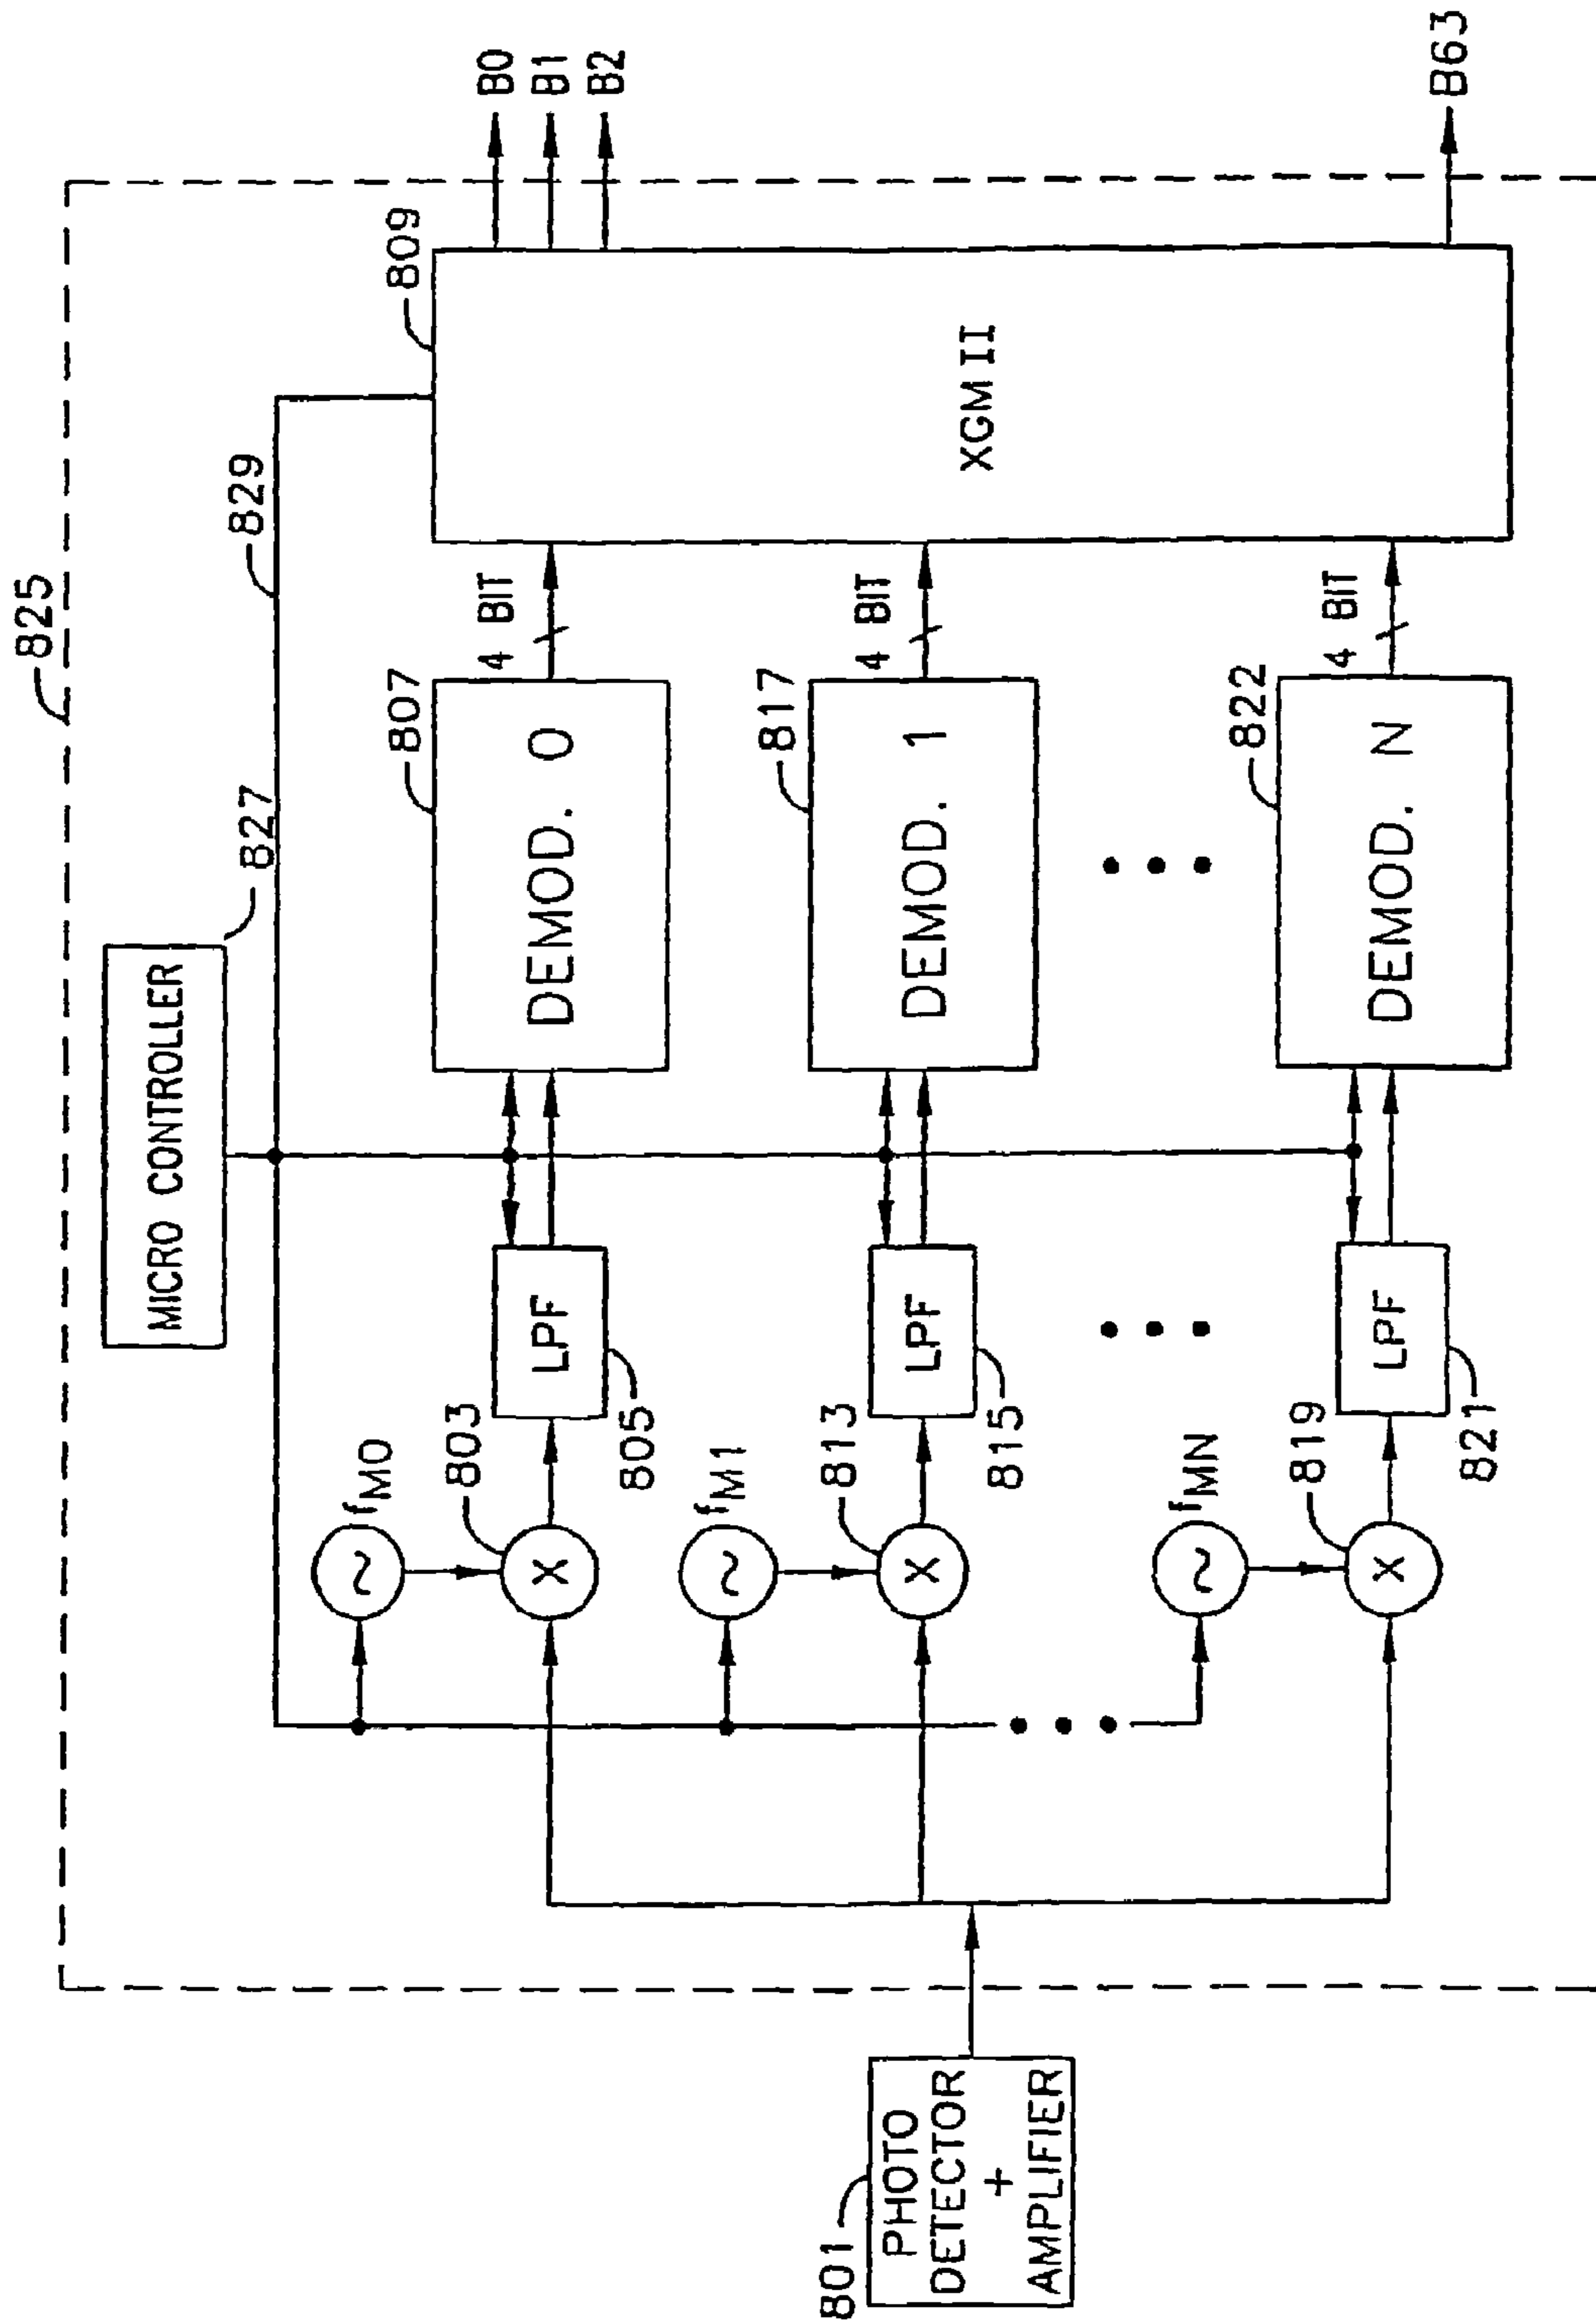 825
MICRO CONTROLLER
827
829
809
B0
B1
B2
B63
XGM II
fM0
803
LPF
805
DEMOD. 0
807
4 BIT
fM1
813
LPF
815
DEMOD. 1
817
4 BIT
fMN
819
LPF
821
DEMOD. N
822
4 BIT
801
PHOTO
DETECTOR
+
AMPLIFIER